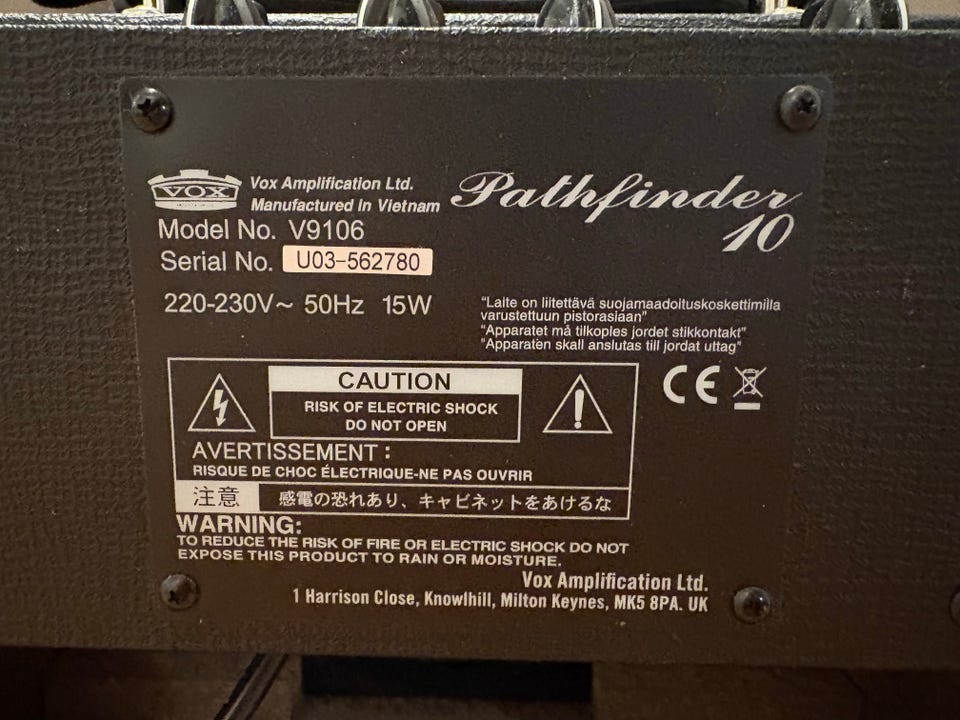 VOX
Vox Amplification Ltd.
Manufactured In Vietnam
Pathfinder
10
Model No. V9106
Serial No. U03-562780
220-230V~ 50Hz 15W
"Laite on liitettävä suojamaadoituskoskettimilla
varustettuun pistorasiaan"
"Apparatet må tilkoples jordet stikkontakt"
"Apparaten skall anslutas till jordat uttag"
CE
CAUTION
RISK OF ELECTRIC SHOCK
DO NOT OPEN
AVERTISSEMENT :
RISQUE DE CHOC ÉLECTRIQUE-NE PAS OUVRIR
注意 感電の恐れあり、キャビネットをあけるな
WARNING:
TO REDUCE THE RISK OF FIRE OR ELECTRIC SHOCK DO NOT
EXPOSE THIS PRODUCT TO RAIN OR MOISTURE.
Vox Amplification Ltd.
1 Harrison Close, Knowlhill, Milton Keynes, MK5 8PA. UK